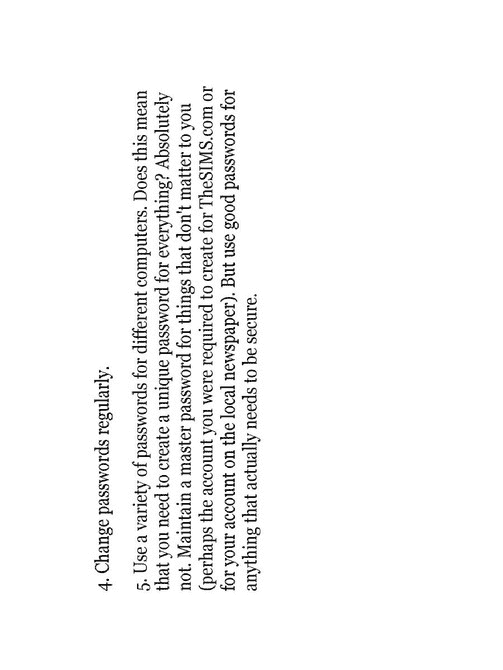 4. Change passwords regularly.
5. Use a variety of passwords for different computers. Does this mean
that you need to create a unique password for everything? Absolutely
not. Maintain a master password for things that don't matter to you
(perhaps the account you were required to create for TheSIMS.com or
for your account on the local newspaper). But use good passwords for
anything that actually needs to be secure.